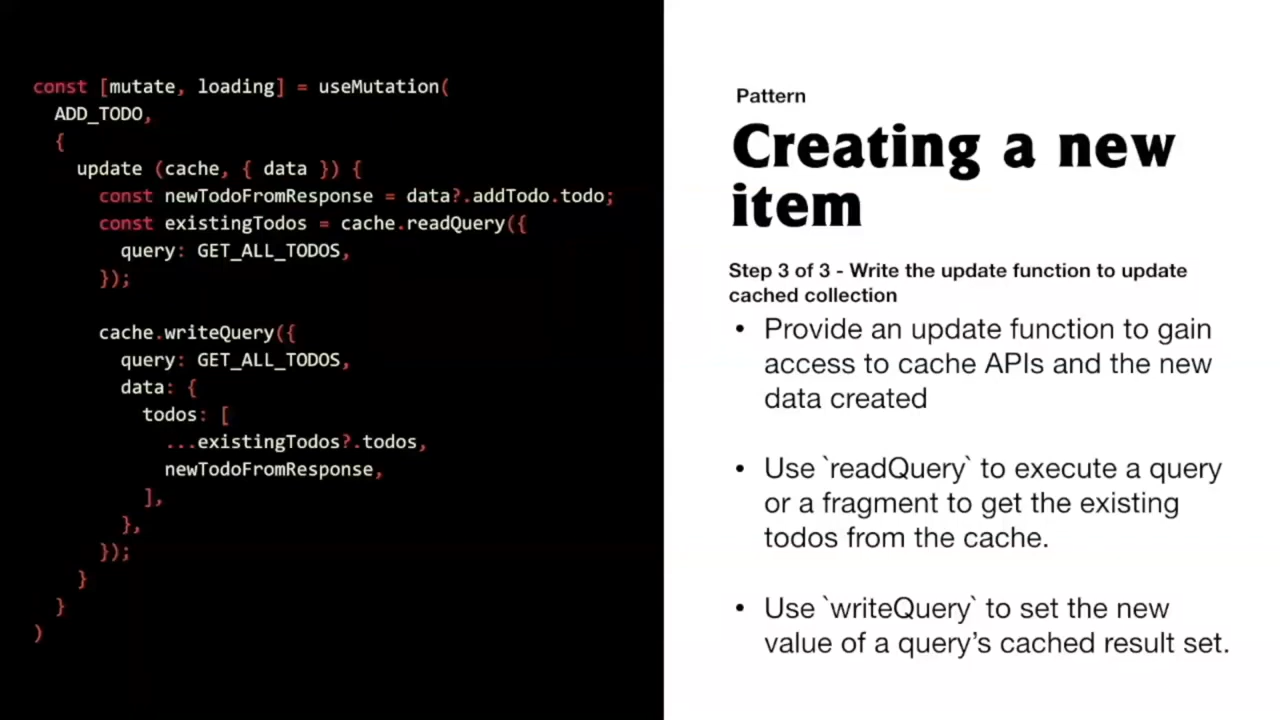 const [mutate, loading] = useMutation(
ADD_TODO,
{
update (cache, { data }) {
const newTodoFromResponse = data?.addTodo.todo;
const existingTodos = cache.readQuery({
query: GET_ALL_TODOS,
});
cache.writeQuery({
query: GET_ALL_TODOS,
data: {
todos: [
...existingTodos?.todos,
newTodoFromResponse,
],
},
});
}
}
)
Pattern
Creating a new
item
Step 3 of 3 - Write the update function to update
cached collection
• Provide an update function to gain
access to cache APIs and the new
data created
• Use `readQuery` to execute a query
or a fragment to get the existing
todos from the cache.
• Use `writeQuery` to set the new
value of a query’s cached result set.